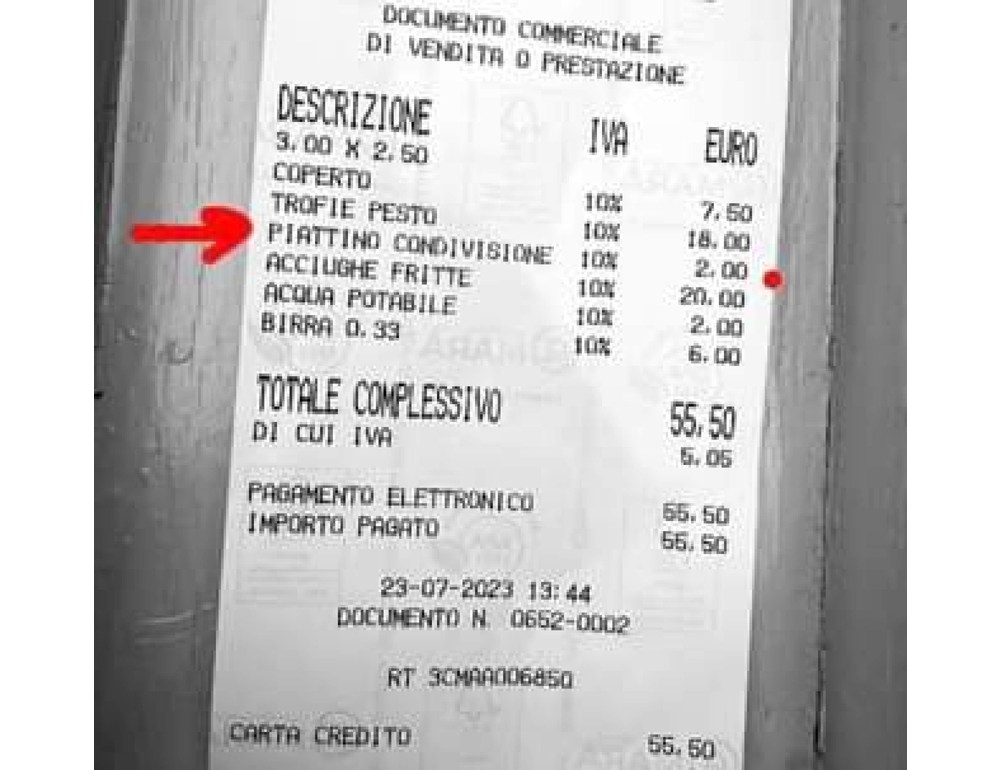 DOCUMENTO COMMERCIALE
DI VENDITA O PRESTAZIONE
DESCRIZIONE IVA EURO
3,00 X 2,50
COPERTO 10% 7,50
TROFIE PESTO 10% 18,00
PIATTINO CONDIVISIONE 10% 2,00
ACCIUGHE FRITTE 10% 20,00
ACQUA POTABILE 10% 2,00
BIRRA 0,33 10% 6,00
TOTALE COMPLESSIVO 55,50
DI CUI IVA 5,05
PAGAMENTO ELETTRONICO 55,50
IMPORTO PAGATO 55,50
23-07-2023 13:44
DOCUMENTO N. 0652-0002
RT 3CMAA006850
CARTA CREDITO 55,50